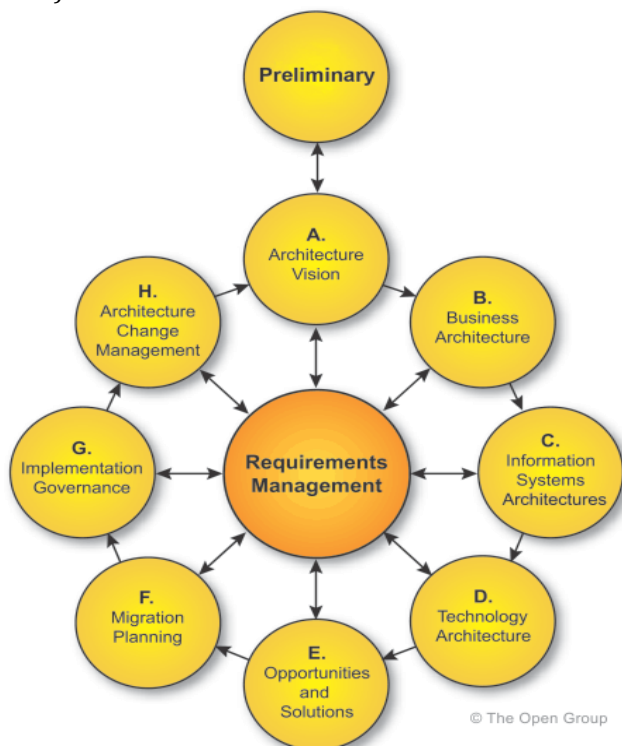 Preliminary
A.
Architecture
Vision
B.
Business
Architecture
C.
Information
Systems
Architectures
D.
Technology
Architecture
E.
Opportunities
and
Solutions
F.
Migration
Planning
G.
Implementation
Governance
H.
Architecture
Change
Management
Requirements
Management
© The Open Group